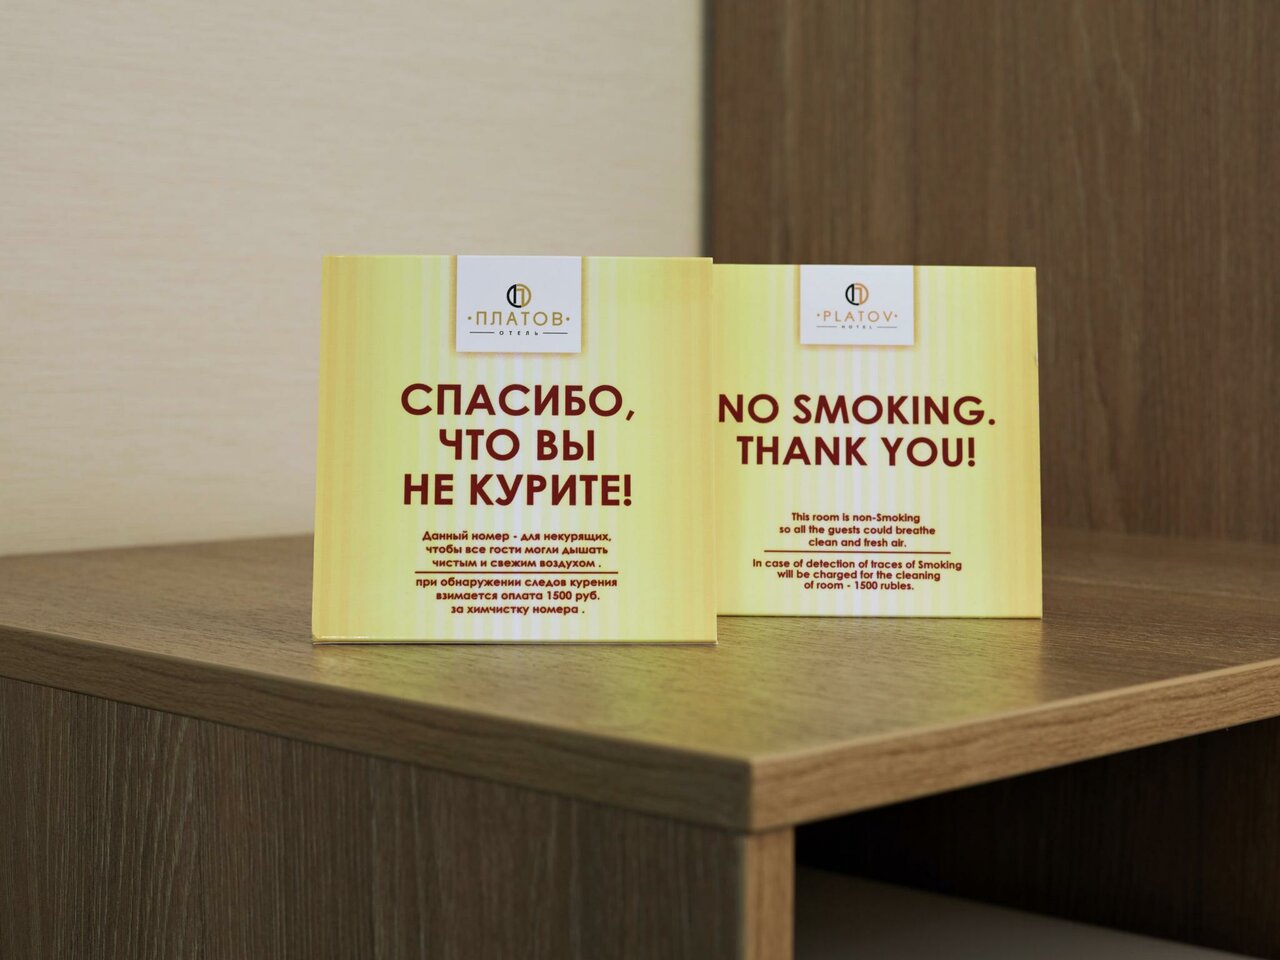 ·ПЛАТОВ·
ОТЕЛЬ
СПАСИБО,
ЧТО ВЫ
НЕ КУРИТЕ!
Данный номер - для некурящих,
чтобы все гости могли дышать
чистым и свежим воздухом .
при обнаружении следов курения
взимается оплата 1500 руб.
за химчистку номера .
·PLATOV·
HOTEL
NO SMOKING.
THANK YOU!
This room is non-Smoking
so all the guests could breathe
clean and fresh air.
In case of detection of traces of Smoking
will be charged for the cleaning
of room - 1500 rubles.